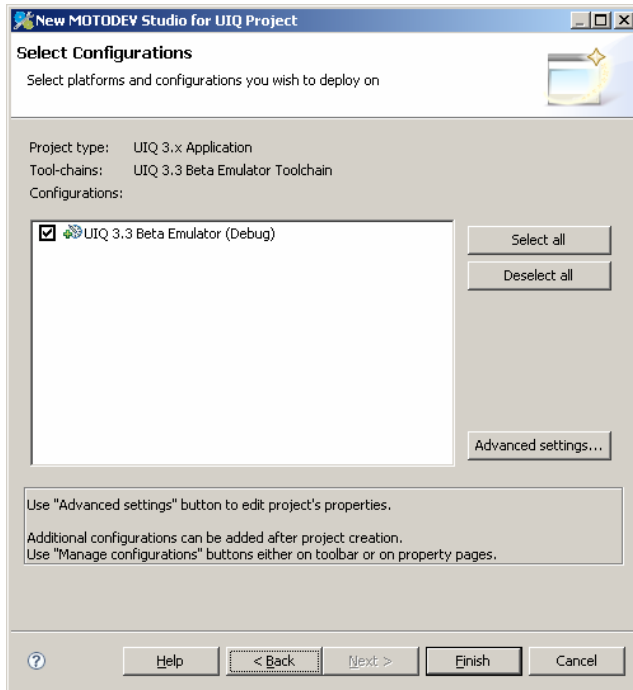 New MOTODEV Studio for UIQ Project
Select Configurations
Select platforms and configurations you wish to deploy on
Project type: UIQ 3.x Application
Tool-chains: UIQ 3.3 Beta Emulator Toolchain
Configurations:
UIQ 3.3 Beta Emulator (Debug)
Select all
Deselect all
Advanced settings...
Use "Advanced settings" button to edit project's properties.
Additional configurations can be added after project creation.
Use "Manage configurations" buttons either on toolbar or on property pages.
? Help < Back Next > Finish Cancel